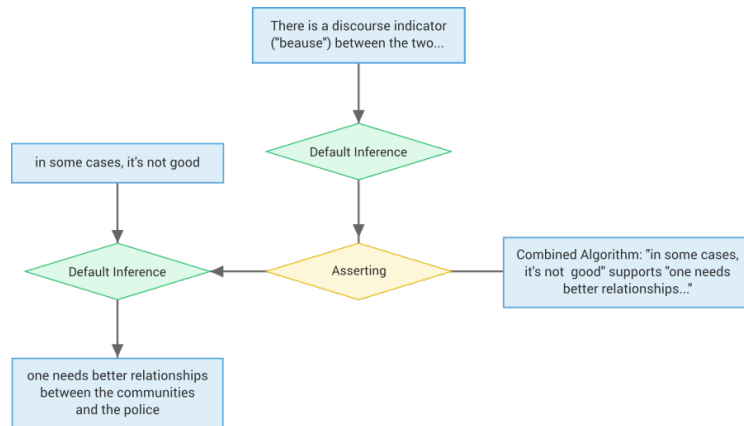 There is a discourse indicator
("beause") between the two...
Default Inference
in some cases, it's not good
Default Inference
Asserting
Combined Algorithm: "in some cases,
it's not good" supports "one needs
better relationships..."
one needs better relationships
between the communities
and the police